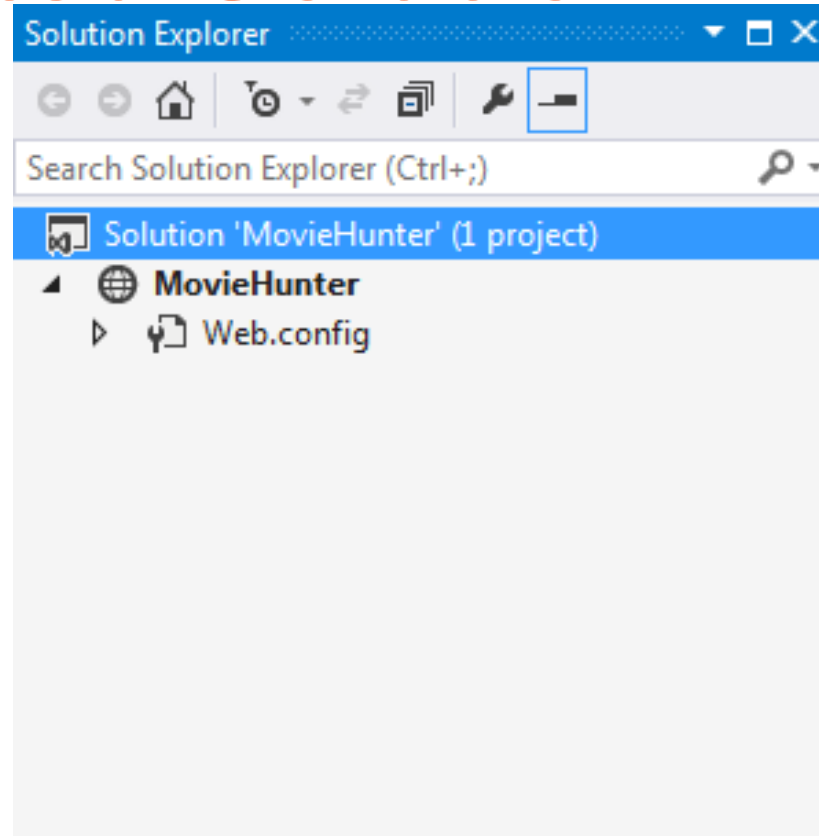 Solution Explorer
Search Solution Explorer (Ctrl+;)
Solution 'MovieHunter' (1 project)
MovieHunter
Web.config